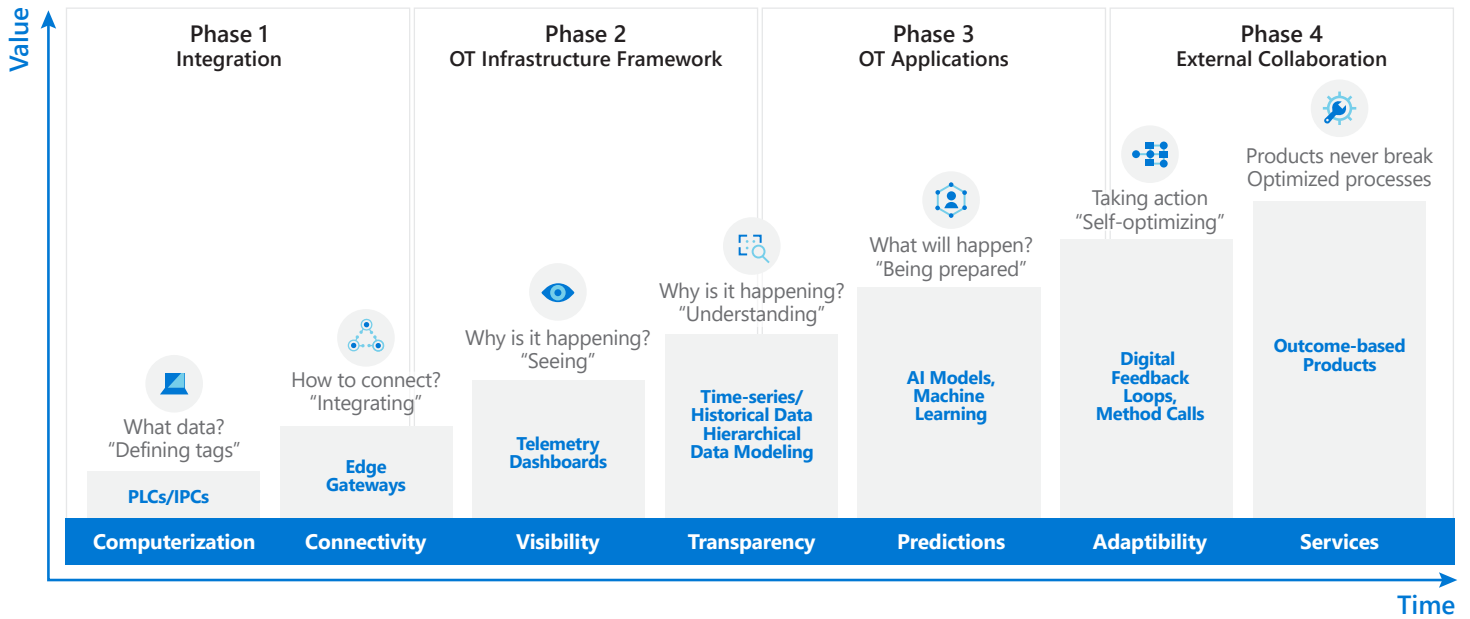 Value
Phase 1
Integration
Phase 2
OT Infrastructure Framework
Phase 3
OT Applications
Phase 4
External Collaboration
What data?
“Defining tags”
PLCs/IPCs
How to connect?
“Integrating”
Edge
Gateways
Why is it happening?
“Seeing”
Telemetry
Dashboards
Why is it happening?
“Understanding”
Time-series/
Historical Data
Hierarchical
Data Modeling
What will happen?
“Being prepared”
AI Models,
Machine
Learning
Taking action
“Self-optimizing”
Digital
Feedback
Loops,
Method Calls
Products never break
Optimized processes
Outcome-based
Products
Computerization
Connectivity
Visibility
Transparency
Predictions
Adaptibility
Services
Time